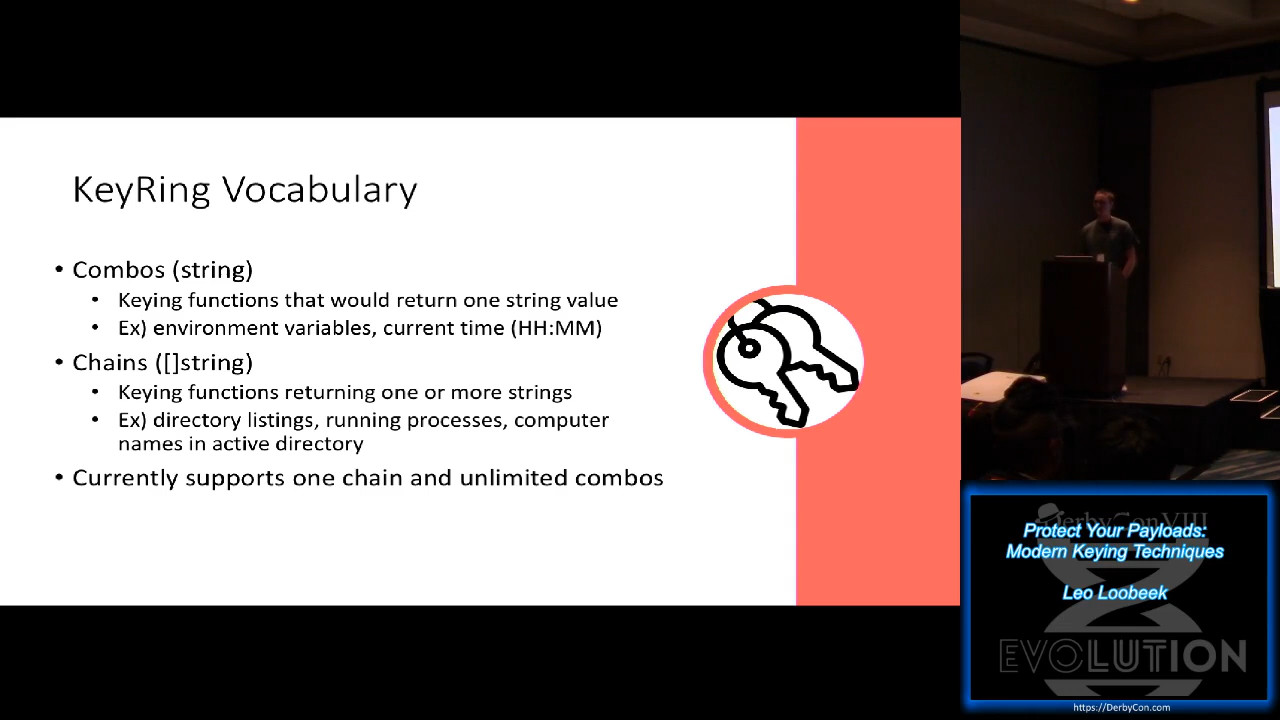 KeyRing Vocabulary
• Combos (string)
• Keying functions that would return one string value
• Ex) environment variables, current time (HH:MM)
• Chains ([]string)
• Keying functions returning one or more strings
• Ex) directory listings, running processes, computer
names in active directory
• Currently supports one chain and unlimited combos
DerbyCon VIII
Protect Your Payloads:
Modern Keying Techniques
Leo Loobeek
EVOLUTION
https://DerbyCon.com